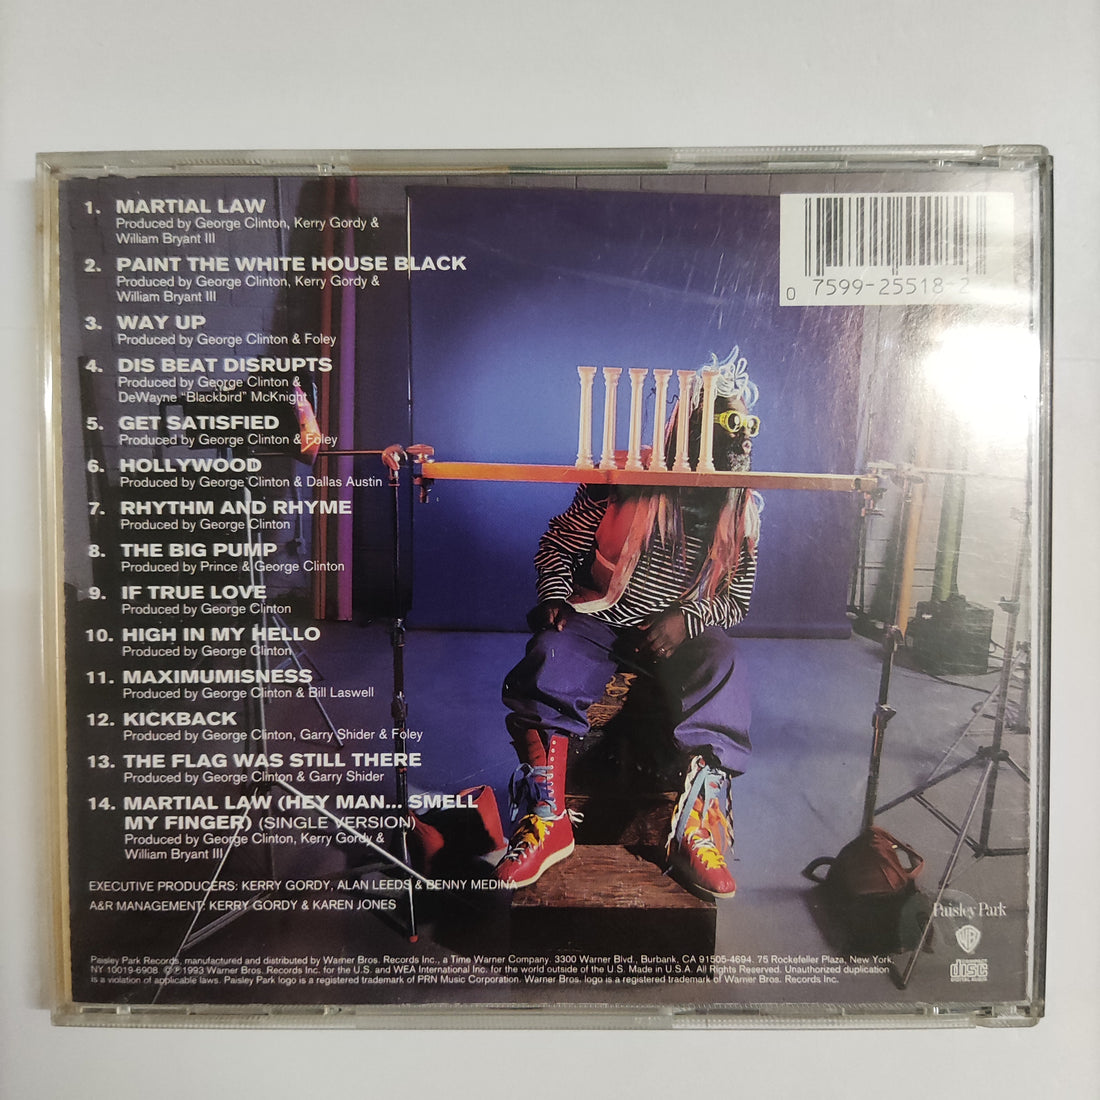 1. MARTIAL LAW
Produced by George Clinton, Kerry Gordy &
William Bryant III
2. PAINT THE WHITE HOUSE BLACK
Produced by George Clinton, Kerry Gordy &
William Bryant III
3. WAY UP
Produced by George Clinton & Foley
4. DIS BEAT DISRUPTS
Produced by George Clinton &
DeWayne "Blackbird" McKnight
5. GET SATISFIED
Produced by George Clinton & Foley
6. HOLLYWOOD
Produced by George Clinton & Dallas Austin
7. RHYTHM AND RHYME
Produced by George Clinton
8. THE BIG PUMP
Produced by Prince & George Clinton
9. IF TRUE LOVE
Produced by George Clinton
10. HIGH IN MY HELLO
Produced by George Clinton
11. MAXIMUMISNESS
Produced by George Clinton & Bill Laswell
12. KICKBACK
Produced by George Clinton, Garry Shider & Foley
13. THE FLAG WAS STILL THERE
Produced by George Clinton & Garry Shider
14. MARTIAL LAW (HEY MAN... SMELL
MY FINGER) (SINGLE VERSION)
Produced by George Clinton, Kerry Gordy &
William Bryant III
EXECUTIVE PRODUCERS: KERRY GORDY, ALAN LEEDS & BENNY MEDINA
A&R MANAGEMENT: KERRY GORDY & KAREN JONES
0 7599-25518-2
Paisley Park
WB
COMPACT
disc
DIGITAL AUDIO
Paisley Park Records, manufactured and distributed by Warner Bros. Records Inc., a Time Warner Company. 3300 Warner Blvd., Burbank, CA 91505-4694. 75 Rockefeller Plaza, New York,
NY 10019-6908. ©℗1993 Warner Bros. Records Inc. for the U.S. and WEA International Inc. for the world outside of the U.S. Made in U.S.A. All Rights Reserved. Unauthorized duplication
is a violation of applicable laws. Paisley Park logo is a registered trademark of PRN Music Corporation. Warner Bros. logo is a registered trademark of Warner Bros. Records Inc.